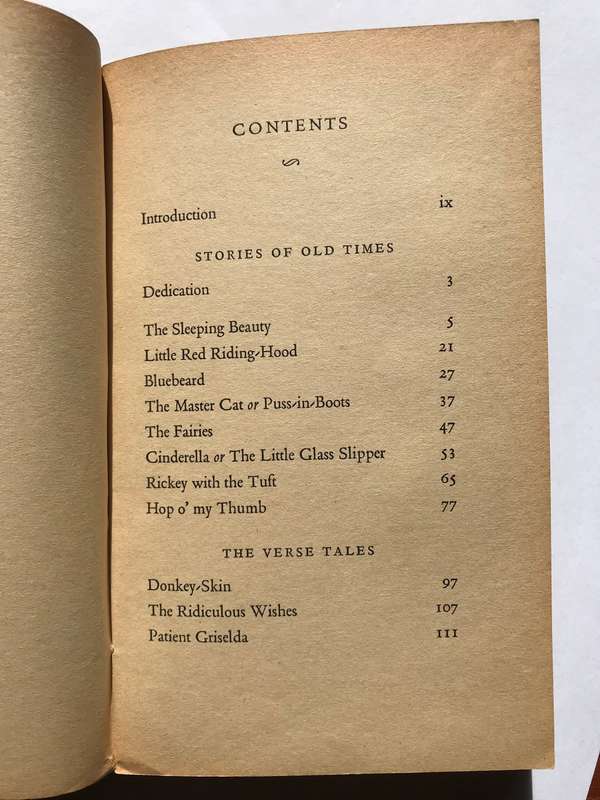 CONTENTS
Introduction ix
STORIES OF OLD TIMES
Dedication 3
The Sleeping Beauty 5
Little Red Riding-Hood 21
Bluebeard 27
The Master Cat or Puss-in-Boots 37
The Fairies 47
Cinderella or The Little Glass Slipper 53
Rickey with the Tuft 65
Hop o' my Thumb 77
THE VERSE TALES
Donkey-Skin 97
The Ridiculous Wishes 107
Patient Griselda 111